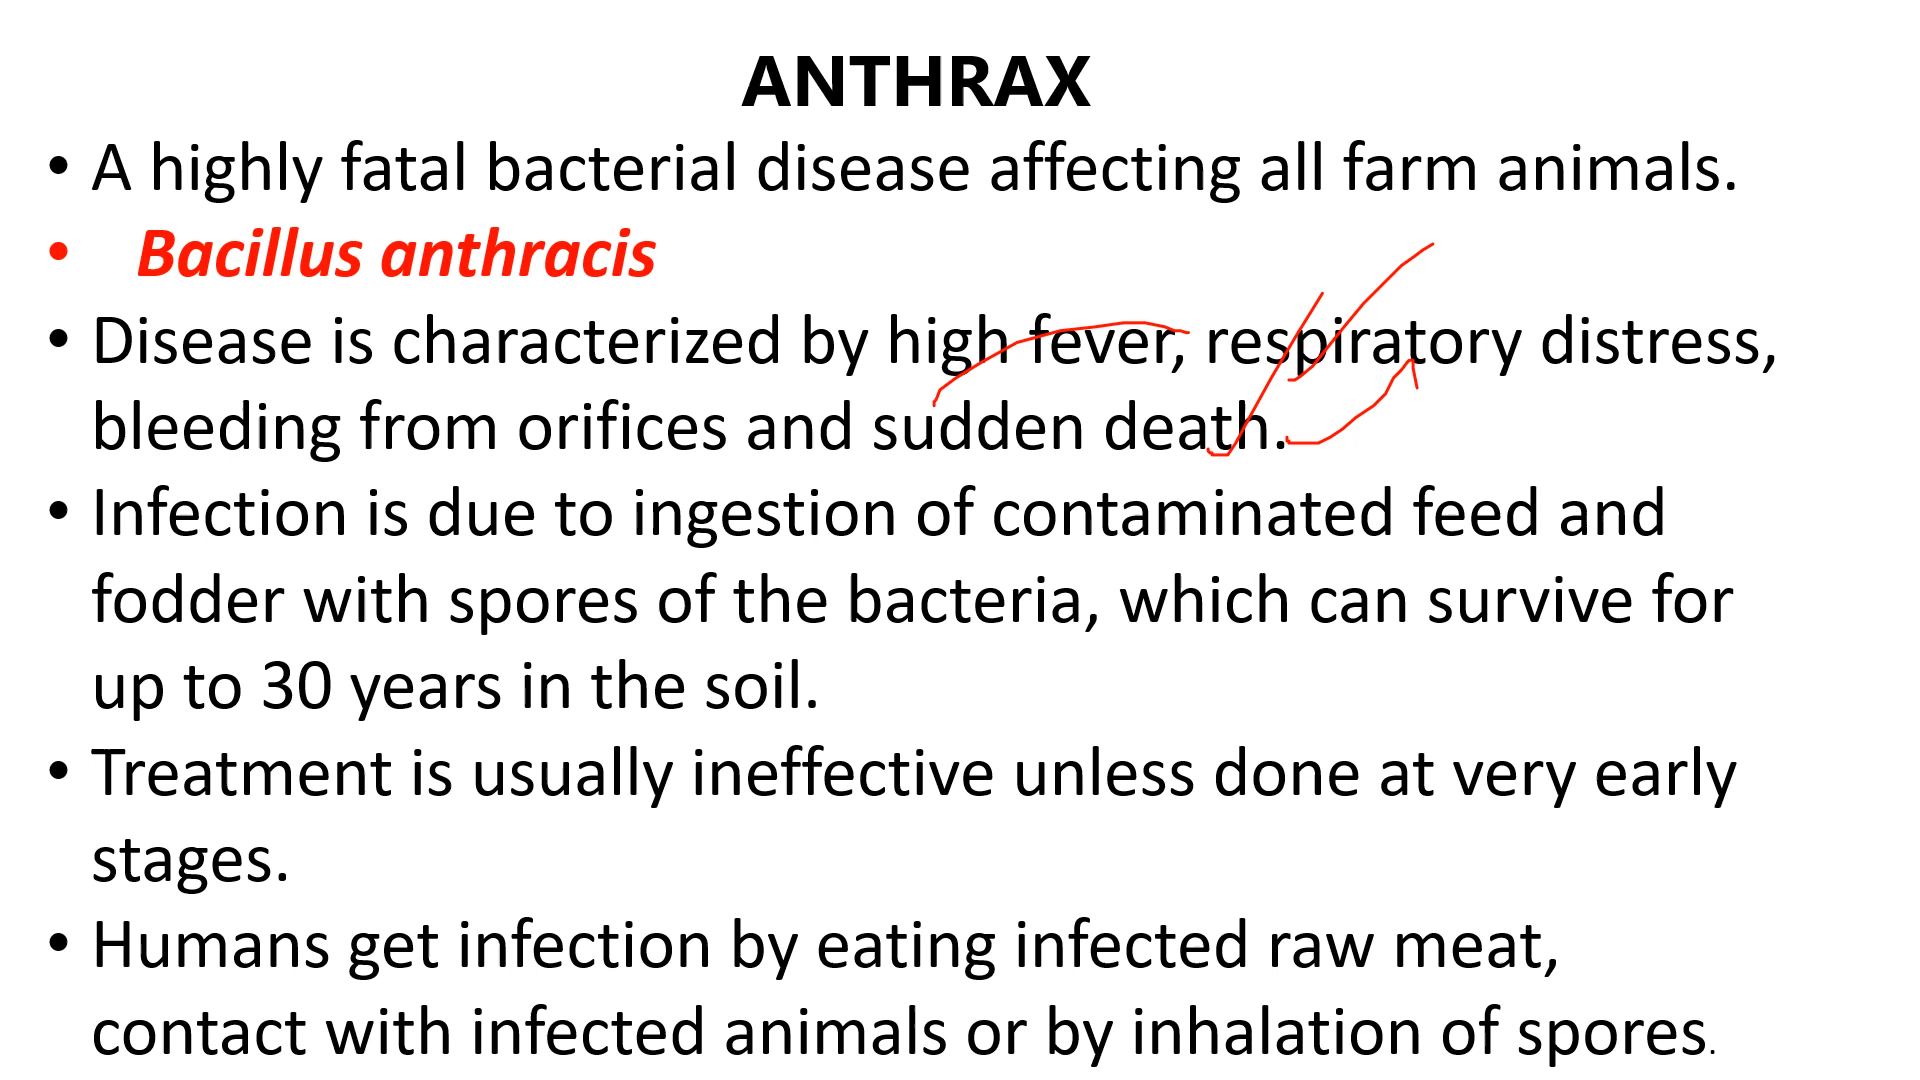 ANTHRAX
• A highly fatal bacterial disease affecting all farm animals.
• Bacillus anthracis
• Disease is characterized by high fever, respiratory distress,
bleeding from orifices and sudden death.
• Infection is due to ingestion of contaminated feed and
fodder with spores of the bacteria, which can survive for
up to 30 years in the soil.
• Treatment is usually ineffective unless done at very early
stages.
• Humans get infection by eating infected raw meat,
contact with infected animals or by inhalation of spores.